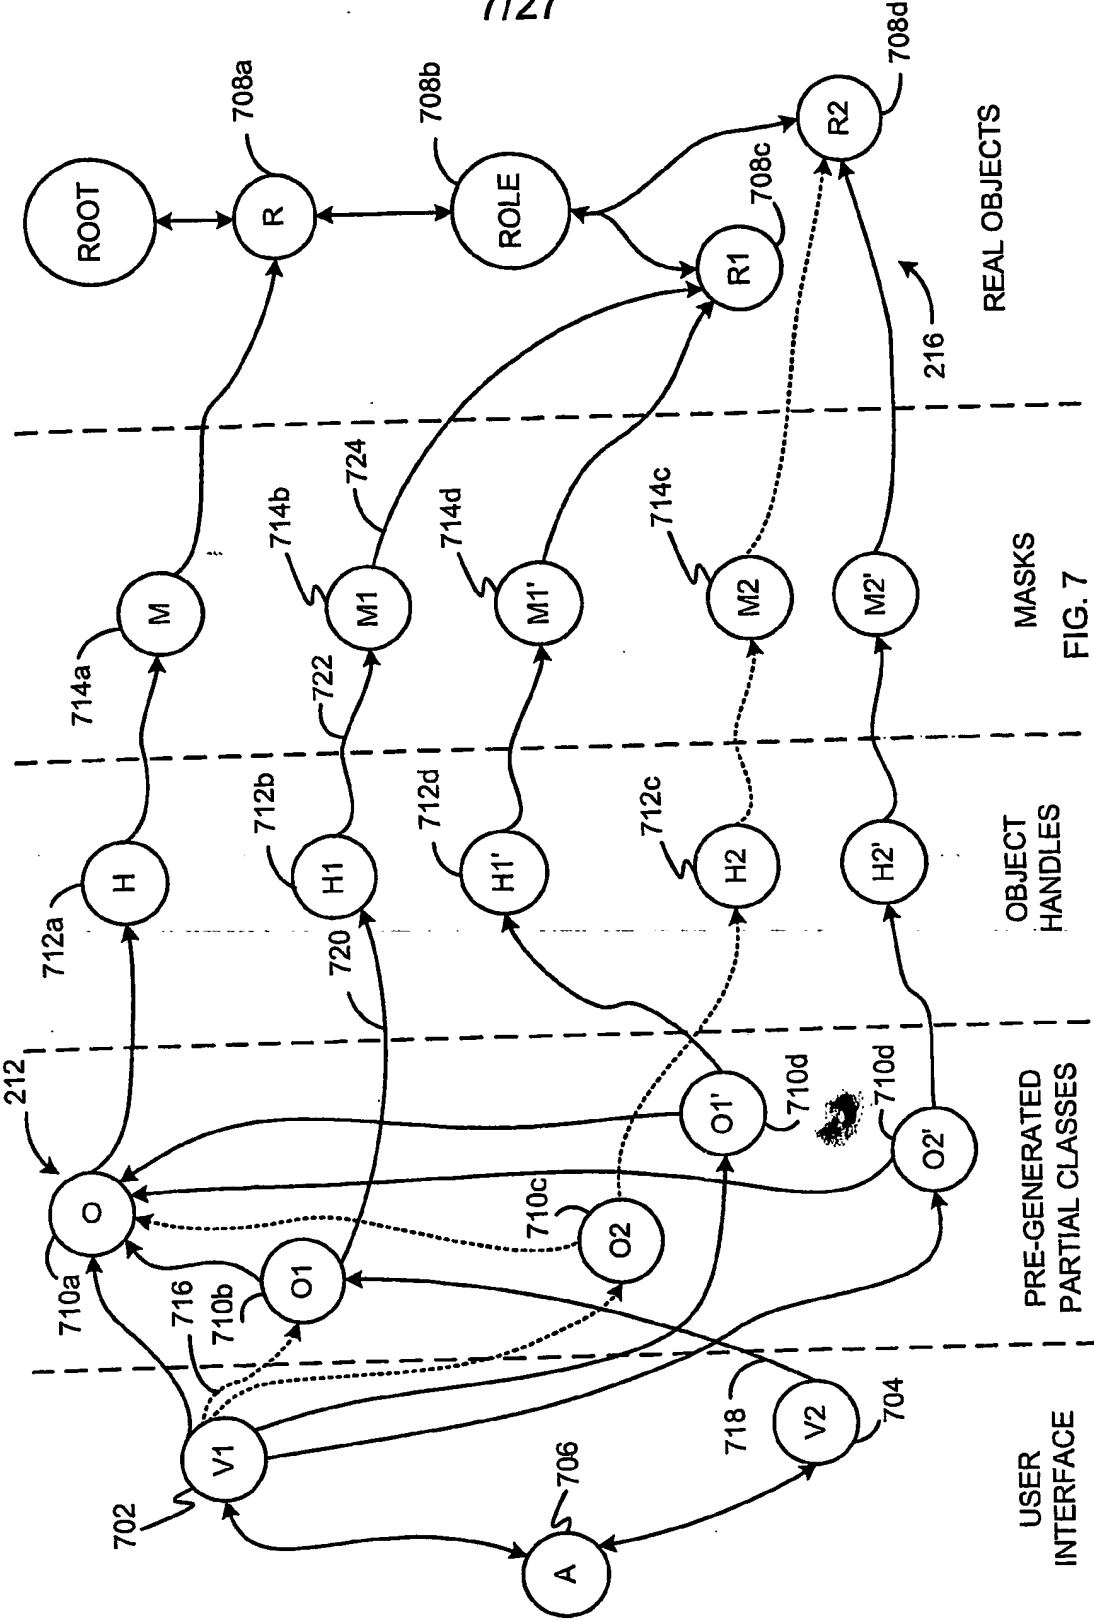 7/27
ROOT
708a
R
708b
ROLE
708c
R1
708d
R2
216
REAL OBJECTS
714a
M
714b
M1
724
714d
M1'
714c
M2
M2'
722
MASKS
FIG. 7
712a
H
712b
H1
712d
H1'
712c
H2
H2'
720
OBJECT
HANDLES
212
O
710a
716
710b
O1
710c
O2
O1'
710d
710d
O2'
PRE-GENERATED
PARTIAL CLASSES
702
V1
706
A
718
V2
704
USER
INTERFACE